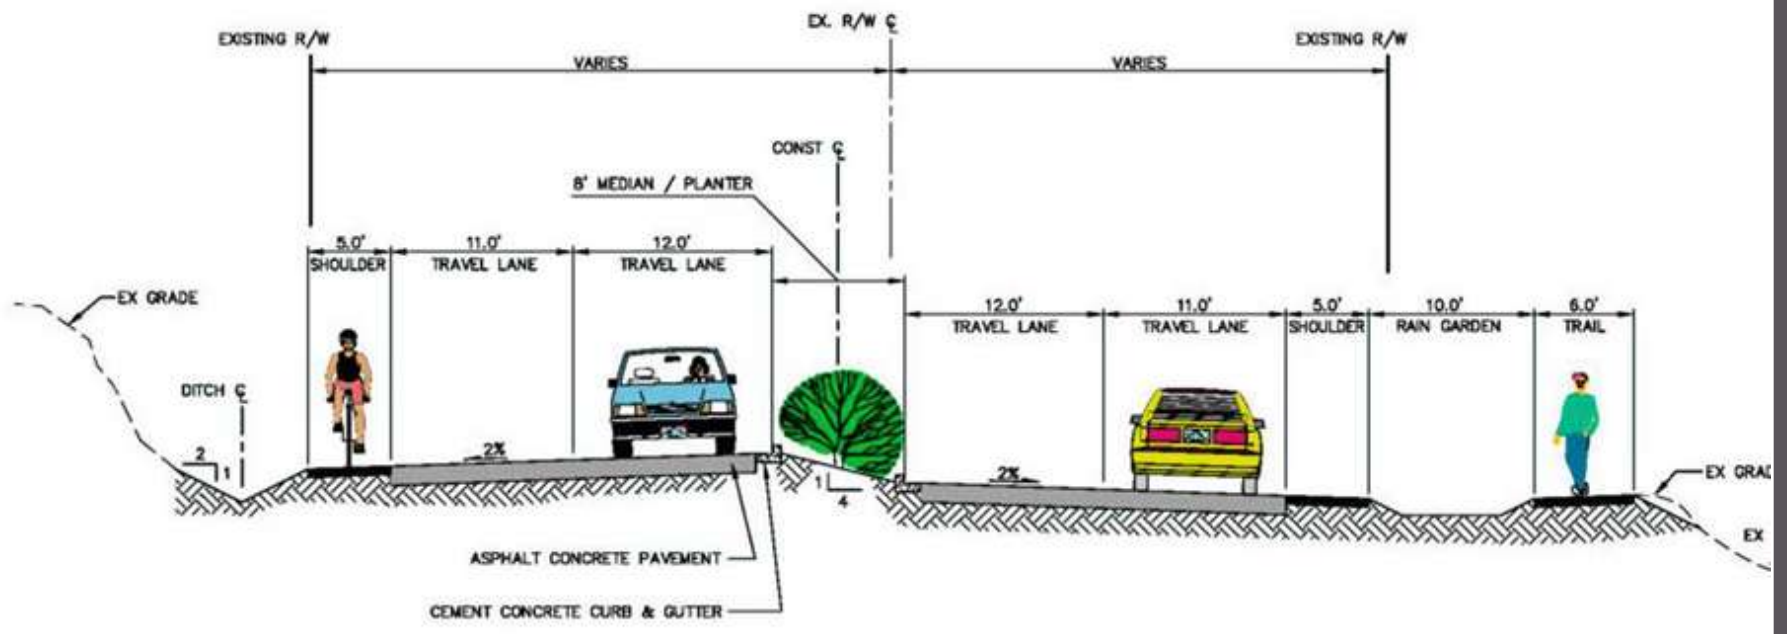 EX. R/W ℄
EXISTING R/W
EXISTING R/W
VARIES
VARIES
CONST ℄
8' MEDIAN / PLANTER
5.0'
SHOULDER
11.0'
TRAVEL LANE
12.0'
TRAVEL LANE
12.0'
TRAVEL LANE
11.0'
TRAVEL LANE
5.0'
SHOULDER
10.0'
RAIN GARDEN
6.0'
TRAIL
EX GRADE
DITCH ℄
2
1
2%
1
4
2%
EX GRAD
EX
ASPHALT CONCRETE PAVEMENT
CEMENT CONCRETE CURB & GUTTER